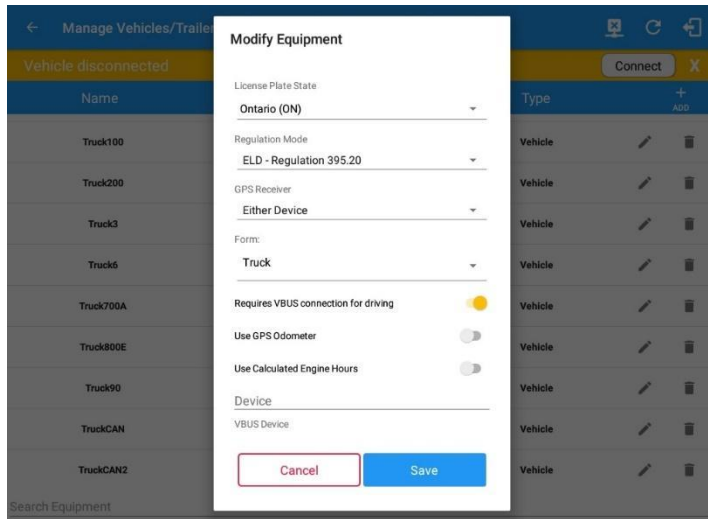 Manage Vehicles/Trailer
Vehicle disconnected
Connect
X
Name
Type
ADD
Truck100
Vehicle
Truck200
Vehicle
Truck3
Vehicle
Truck6
Vehicle
Truck700A
Vehicle
Truck800E
Vehicle
Truck90
Vehicle
TruckCAN
Vehicle
TruckCAN2
Vehicle
Search Equipment
Modify Equipment
License Plate State
Ontario (ON)
Regulation Mode
ELD - Regulation 395.20
GPS Receiver
Either Device
Form:
Truck
Requires VBUS connection for driving
Use GPS Odometer
Use Calculated Engine Hours
Device
VBUS Device
Cancel
Save